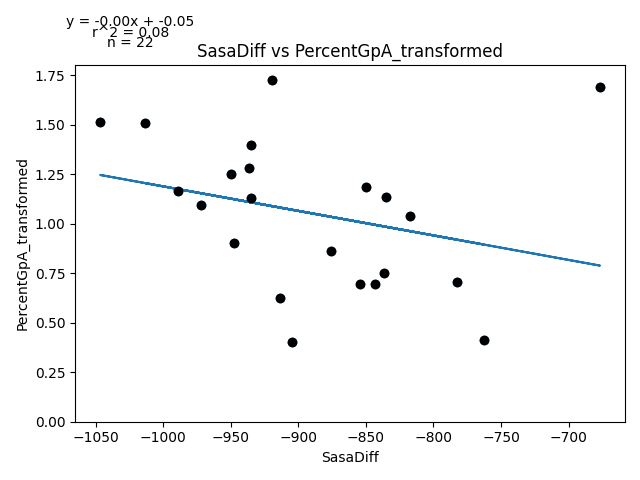 y = -0.00x + -0.05
r^2 = 0.08
n = 22
SasaDiff vs PercentGpA_transformed
PercentGpA_transformed
1.75
1.50
1.25
1.00
0.75
0.50
0.25
0.00
−1050 −1000 −950 −900 −850 −800 −750 −700
SasaDiff